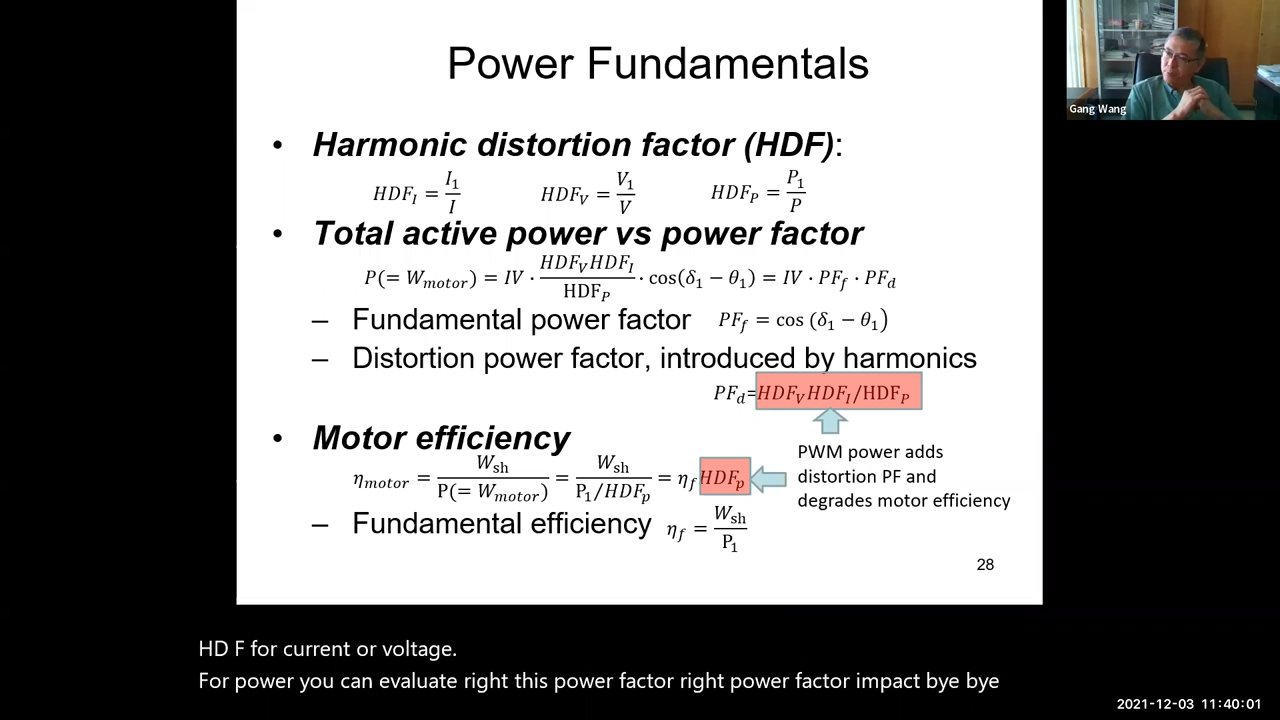 Power Fundamentals
Gang Wang
• Harmonic distortion factor (HDF):
HDF_I = I_1/I HDF_V = V_1/V HDF_P = P_1/P
• Total active power vs power factor
P(= W_motor) = IV · HDF_V HDF_I/HDF_P · cos(δ_1 − θ_1) = IV · PF_f · PF_d
– Fundamental power factor PF_f = cos (δ_1 − θ_1)
– Distortion power factor, introduced by harmonics
PF_d=HDF_V HDF_I/HDF_P
• Motor efficiency
η_motor = W_sh/P(= W_motor) = W_sh/P_1/HDF_p = η_f HDF_p
PWM power adds
distortion PF and
degrades motor efficiency
– Fundamental efficiency η_f = W_sh/P_1
28
HD F for current or voltage.
For power you can evaluate right this power factor right power factor impact bye bye
2021-12-03 11:40:01